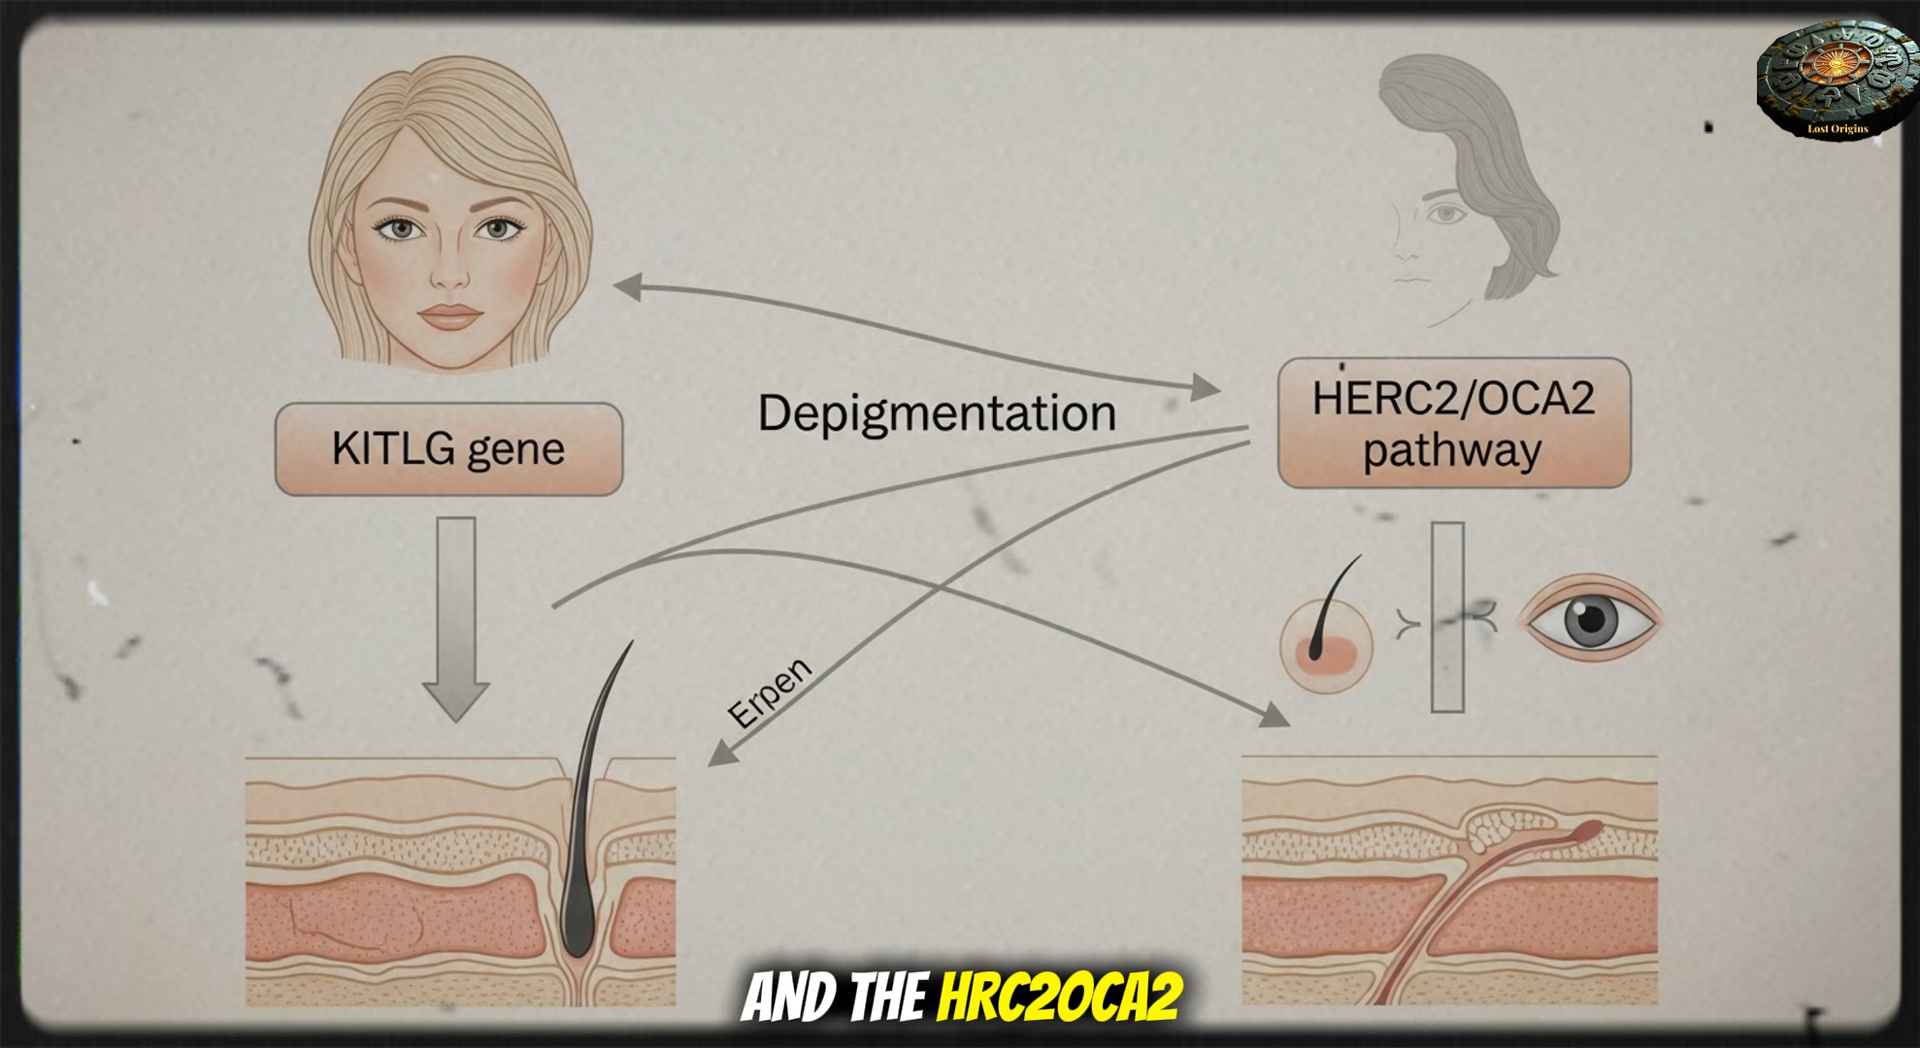 Lost Origins
KITLG gene
Depigmentation
HERC2/OCA2
pathway
Erpen
AND THE HRC2OCA2